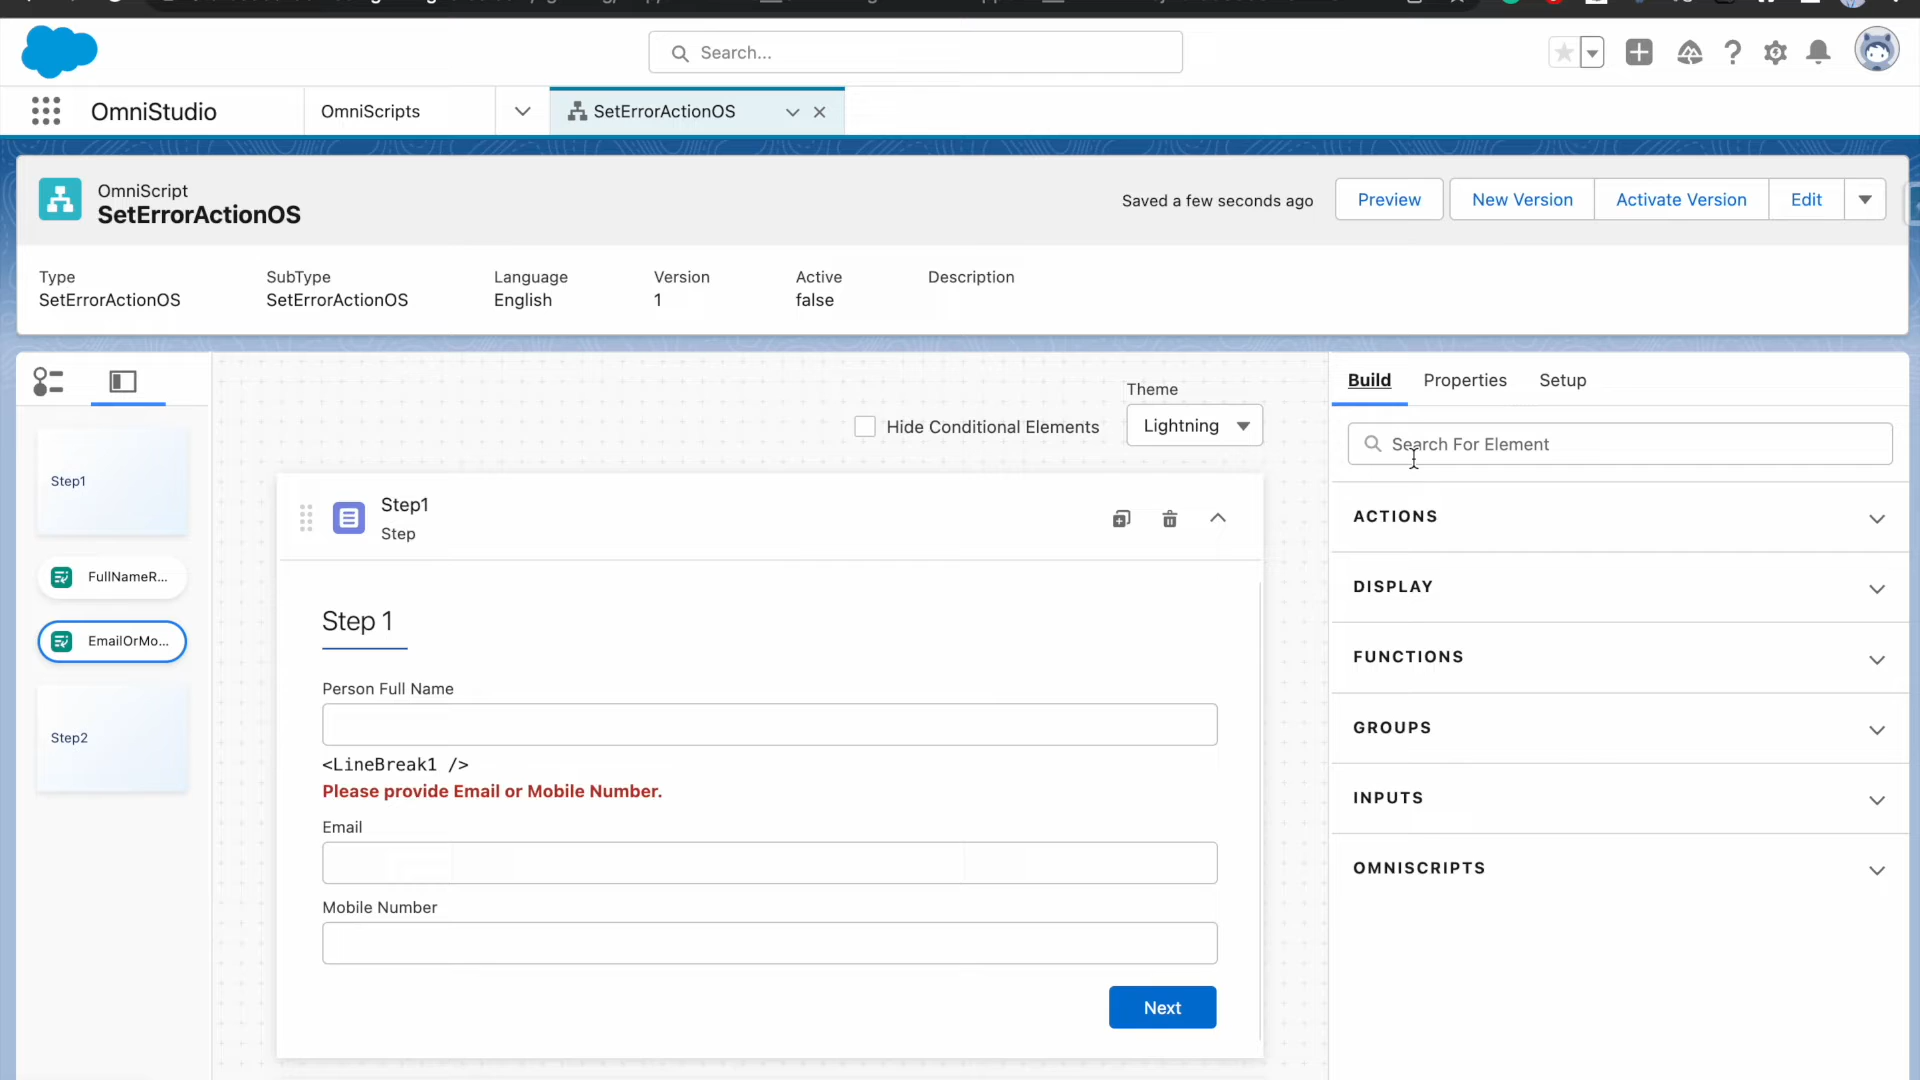 Search...
OmniStudio
OmniScripts
SetErrorActionOS
OmniScript
SetErrorActionOS
Saved a few seconds ago
Preview
New Version
Activate Version
Edit
Type
SubType
Language
Version
Active
Description
SetErrorActionOS
SetErrorActionOS
English
1
false
Build
Properties
Setup
Theme
Hide Conditional Elements
Lightning
Search For Element
Step1
FullNameR...
EmailOrMo...
Step2
Step1
Step
Step 1
Person Full Name
<LineBreak1 />
Please provide Email or Mobile Number.
Email
Mobile Number
Next
ACTIONS
DISPLAY
FUNCTIONS
GROUPS
INPUTS
OMNISCRIPTS